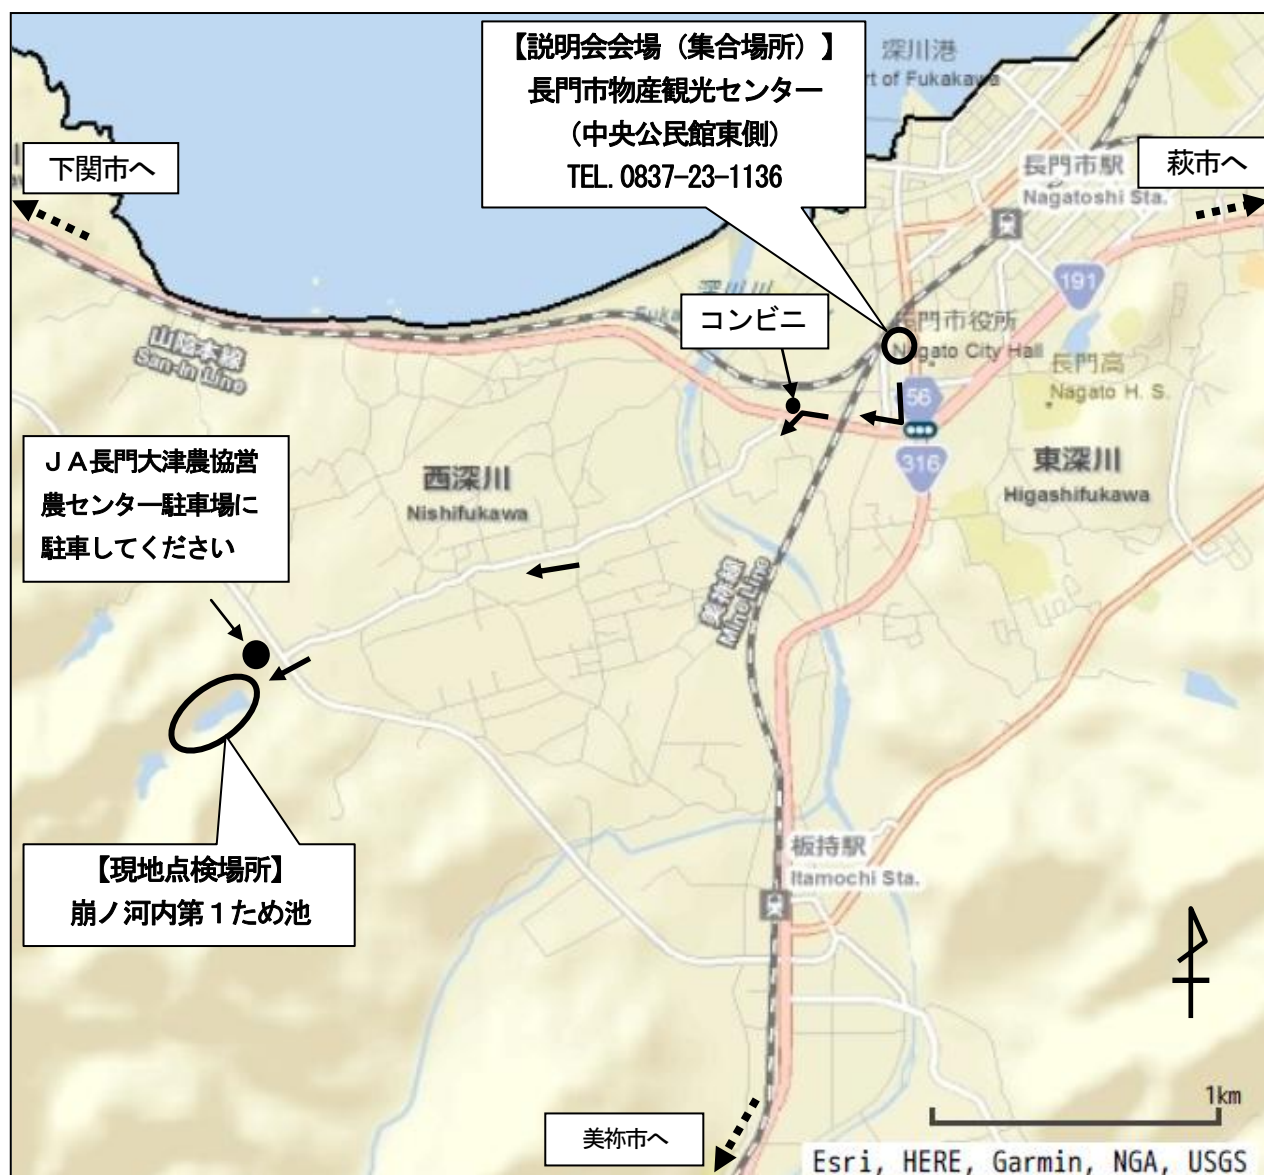 【説明会会場（集合場所）】
長門市物産観光センター
（中央公民館東側）
TEL.0837-23-1136
深川港
rt of Fukakawa
下関市へ
長門市駅
Nagatoshi Sta.
萩市へ
191
深川川
Fuka
コンビニ
長門市役所
Nagato City Hall
長門高
Nagato H. S.
山陰本線
San-in Line
56
316
東深川
Higashifukawa
西深川
Nishifukawa
ＪＡ長門大津農協営
農センター駐車場に
駐車してください
美祢線
Mine Line
【現地点検場所】
崩ノ河内第１ため池
板持駅
Itamochi Sta.
美祢市へ
1km
Esri, HERE, Garmin, NGA, USGS